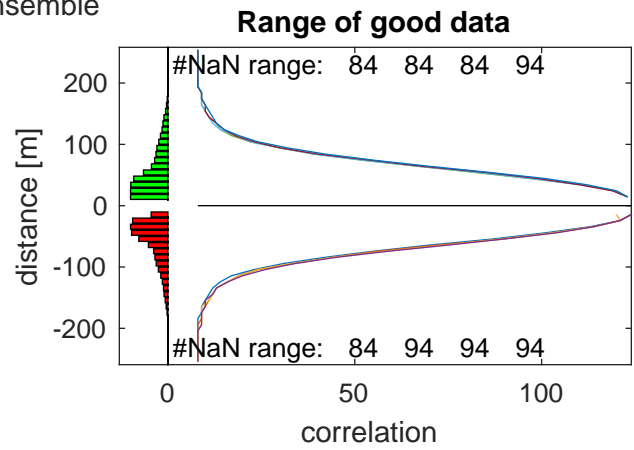 Range of good data
#NaN range: 84 84 84 94
200
100
0
-100
-200
distance [m]
#NaN range: 84 94 94 94
0 50 100
correlation